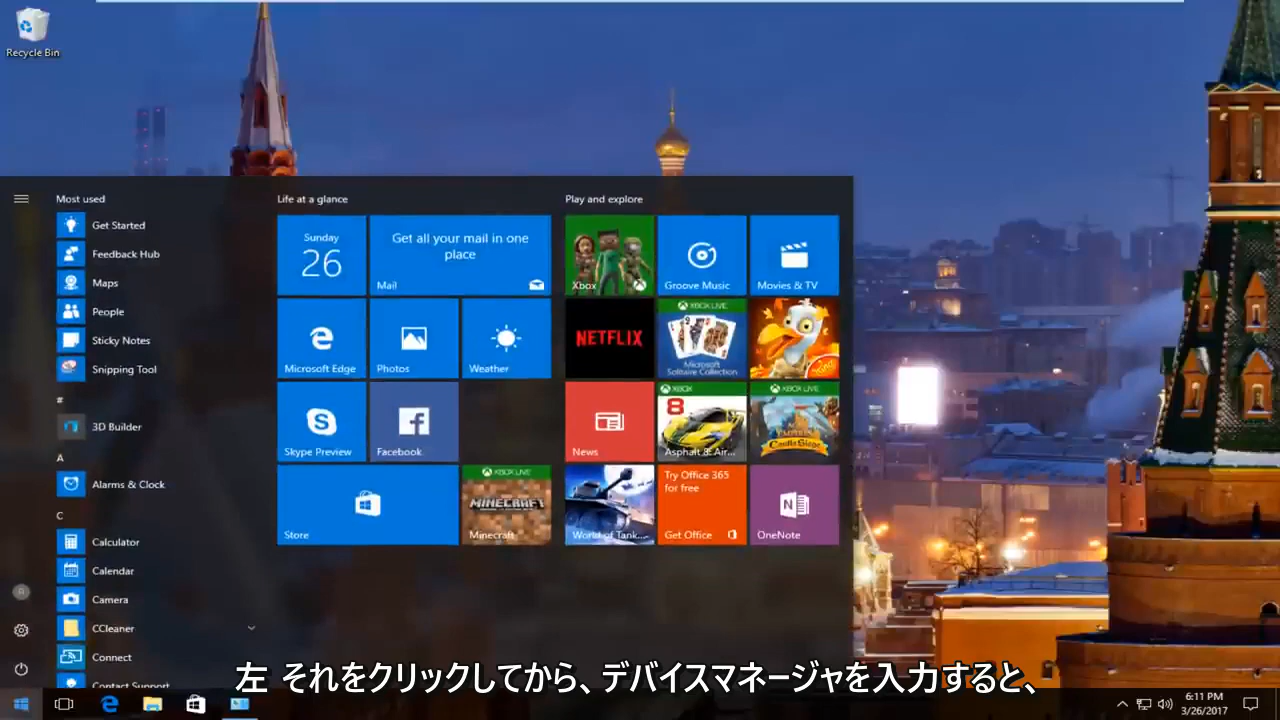 Recycle Bin
Most used
Get Started
Feedback Hub
Maps
People
Sticky Notes
Snipping Tool
#
3D Builder
A
Alarms & Clock
C
Calculator
Calendar
Camera
CCleaner
Connect
Contact Support
Life at a glance
Sunday
26
Get all your mail in one
place
Mail
Microsoft Edge
Photos
Weather
Skype Preview
Facebook
Store
XBOX LIVE
MINECRAFT
Minecraft
Play and explore
Xbox
Groove Music
Movies & TV
NETFLIX
XBOX LIVE
Microsoft
Solitaire Collection
News
XBOX
8
Asphalt 8: Air...
XBOX LIVE
Castle Siege
World of Tank...
Try Office 365
for free
Get Office
OneNote
左 それをクリックしてから、デバイスマネージャを入力すると、
6:11 PM
3/26/2017